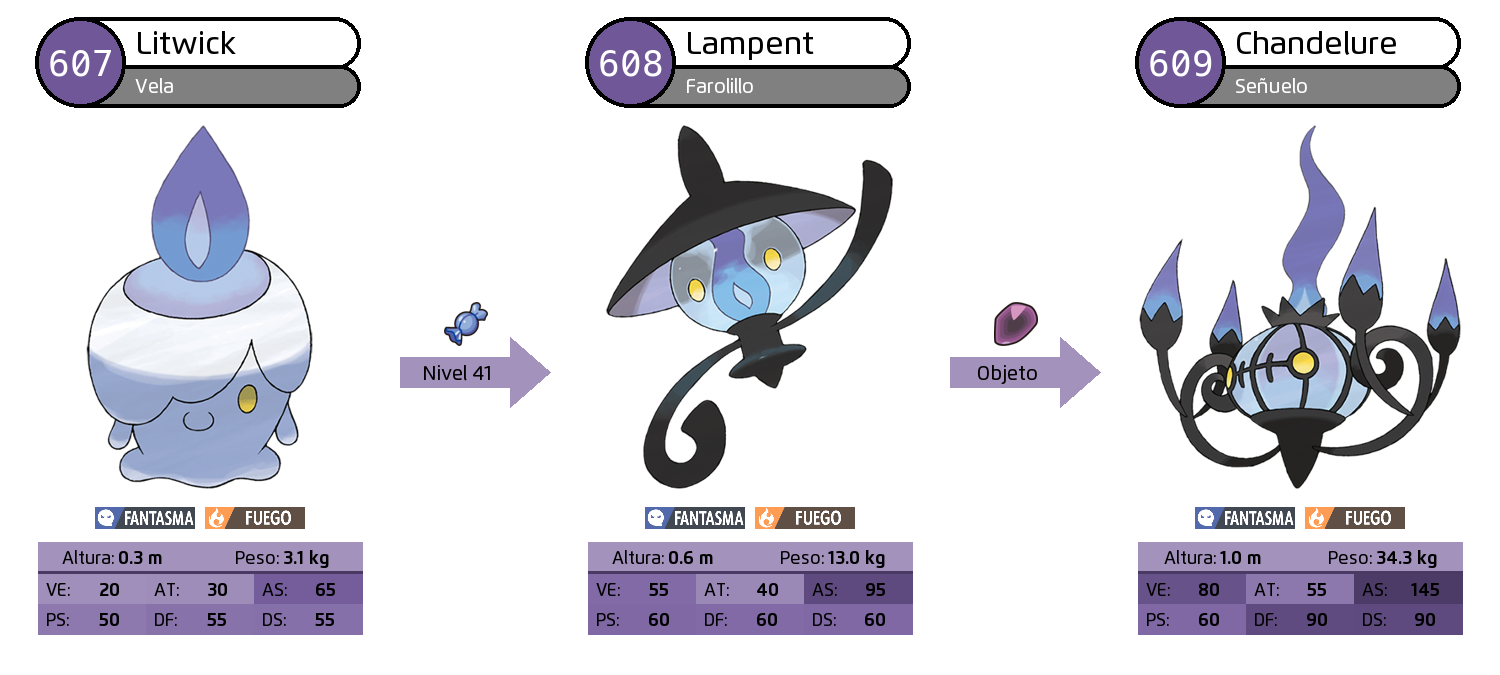 607
Litwick
Vela
608
Lampent
Farolillo
609
Chandelure
Señuelo
Nivel 41
Objeto
FANTASMA FUEGO
Altura: 0.3 m Peso: 3.1 kg
VE: 20 AT: 30 AS: 65
PS: 50 DF: 55 DS: 55
FANTASMA FUEGO
Altura: 0.6 m Peso: 13.0 kg
VE: 55 AT: 40 AS: 95
PS: 60 DF: 60 DS: 60
FANTASMA FUEGO
Altura: 1.0 m Peso: 34.3 kg
VE: 80 AT: 55 AS: 145
PS: 60 DF: 90 DS: 90